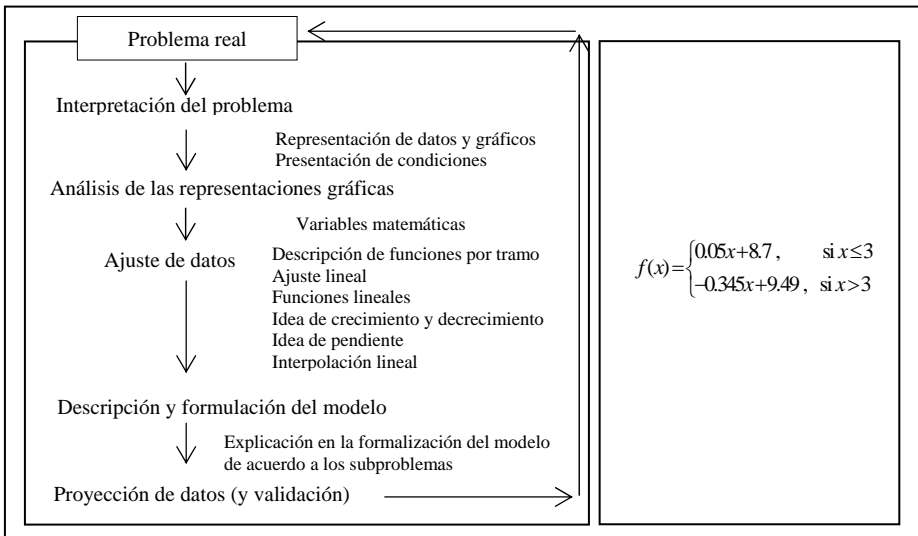 Problema real
Interpretación del problema
Representación de datos y gráficos
Presentación de condiciones
Análisis de las representaciones gráficas
Variables matemáticas
Ajuste de datos
Descripción de funciones por tramo
Ajuste lineal
Funciones lineales
Idea de crecimiento y decrecimiento
Idea de pendiente
Interpolación lineal
Descripción y formulación del modelo
Explicación en la formalización del modelo
de acuerdo a los subproblemas
Proyección de datos (y validación)
f(x)={0.05x+8.7, si x≤3
−0.345x+9.49, si x>3